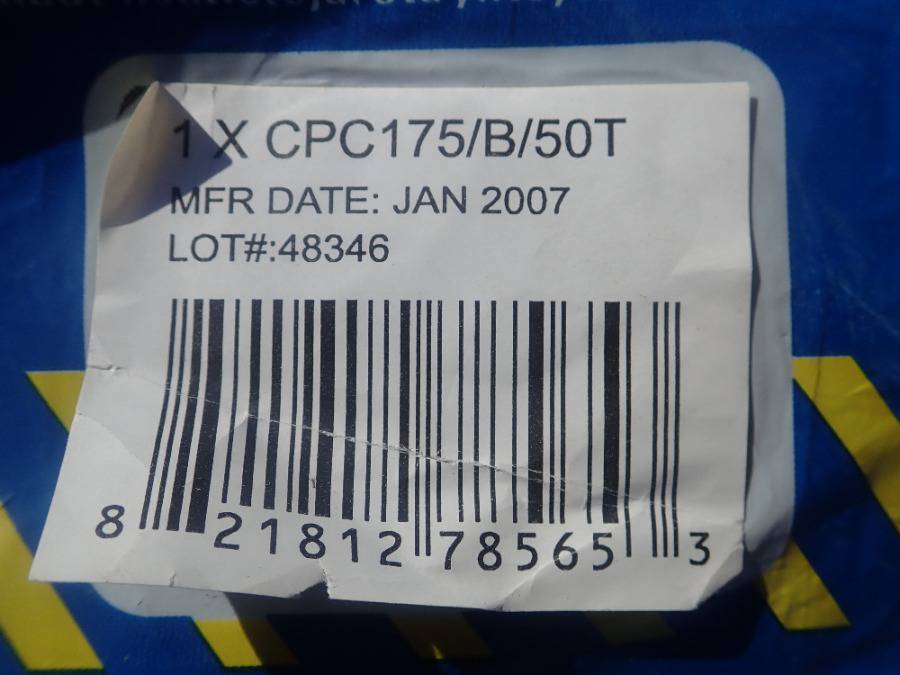 1 X CPC175/B/50T
MFR DATE: JAN 2007
LOT#:48346
8 21812 78565 3